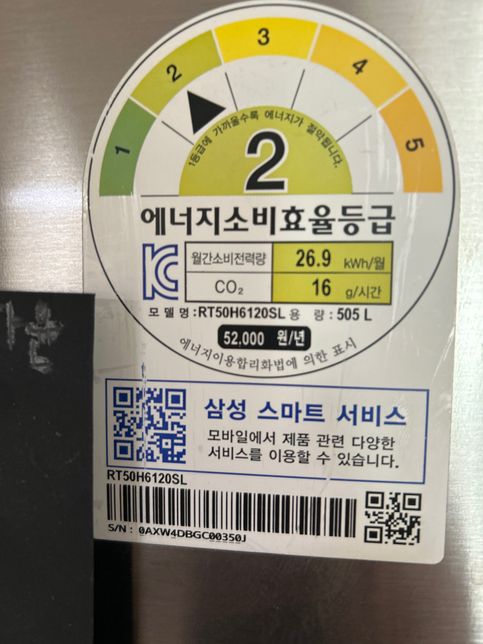 1 2 3 4 5
1등급에 가까울수록 에너지가 절약됩니다.
2
에너지소비효율등급
월간소비전력량 26.9 kWh/월
CO₂ 16 g/시간
모 델 명 : RT50H6120SL 용 량 : 505 L
52,000 원/년
에너지이용합리화법에 의한 표시
삼성 스마트 서비스
모바일에서 제품 관련 다양한
서비스를 이용할 수 있습니다.
RT50H6120SL
S/N : 0AXW4DBGC00350J